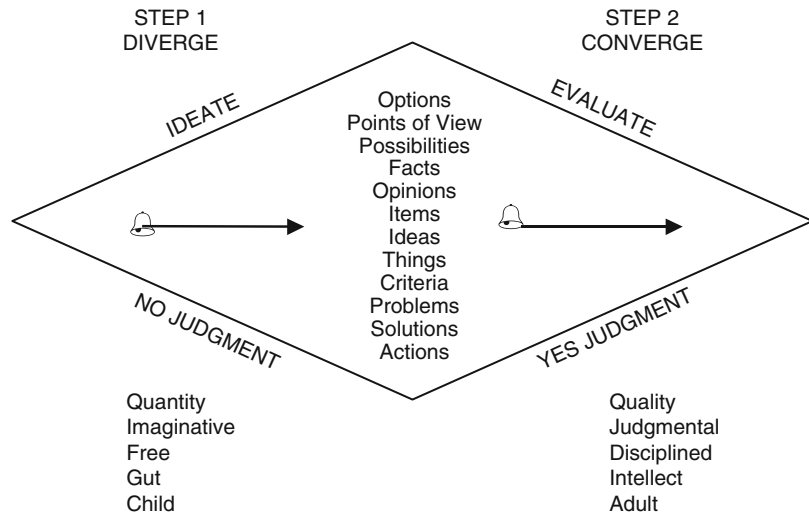 STEP 1
DIVERGE
STEP 2
CONVERGE
IDEATE
EVALUATE
Options
Points of View
Possibilities
Facts
Opinions
Items
Ideas
Things
Criteria
Problems
Solutions
Actions
NO JUDGMENT
YES JUDGMENT
Quantity
Imaginative
Free
Gut
Child
Quality
Judgmental
Disciplined
Intellect
Adult